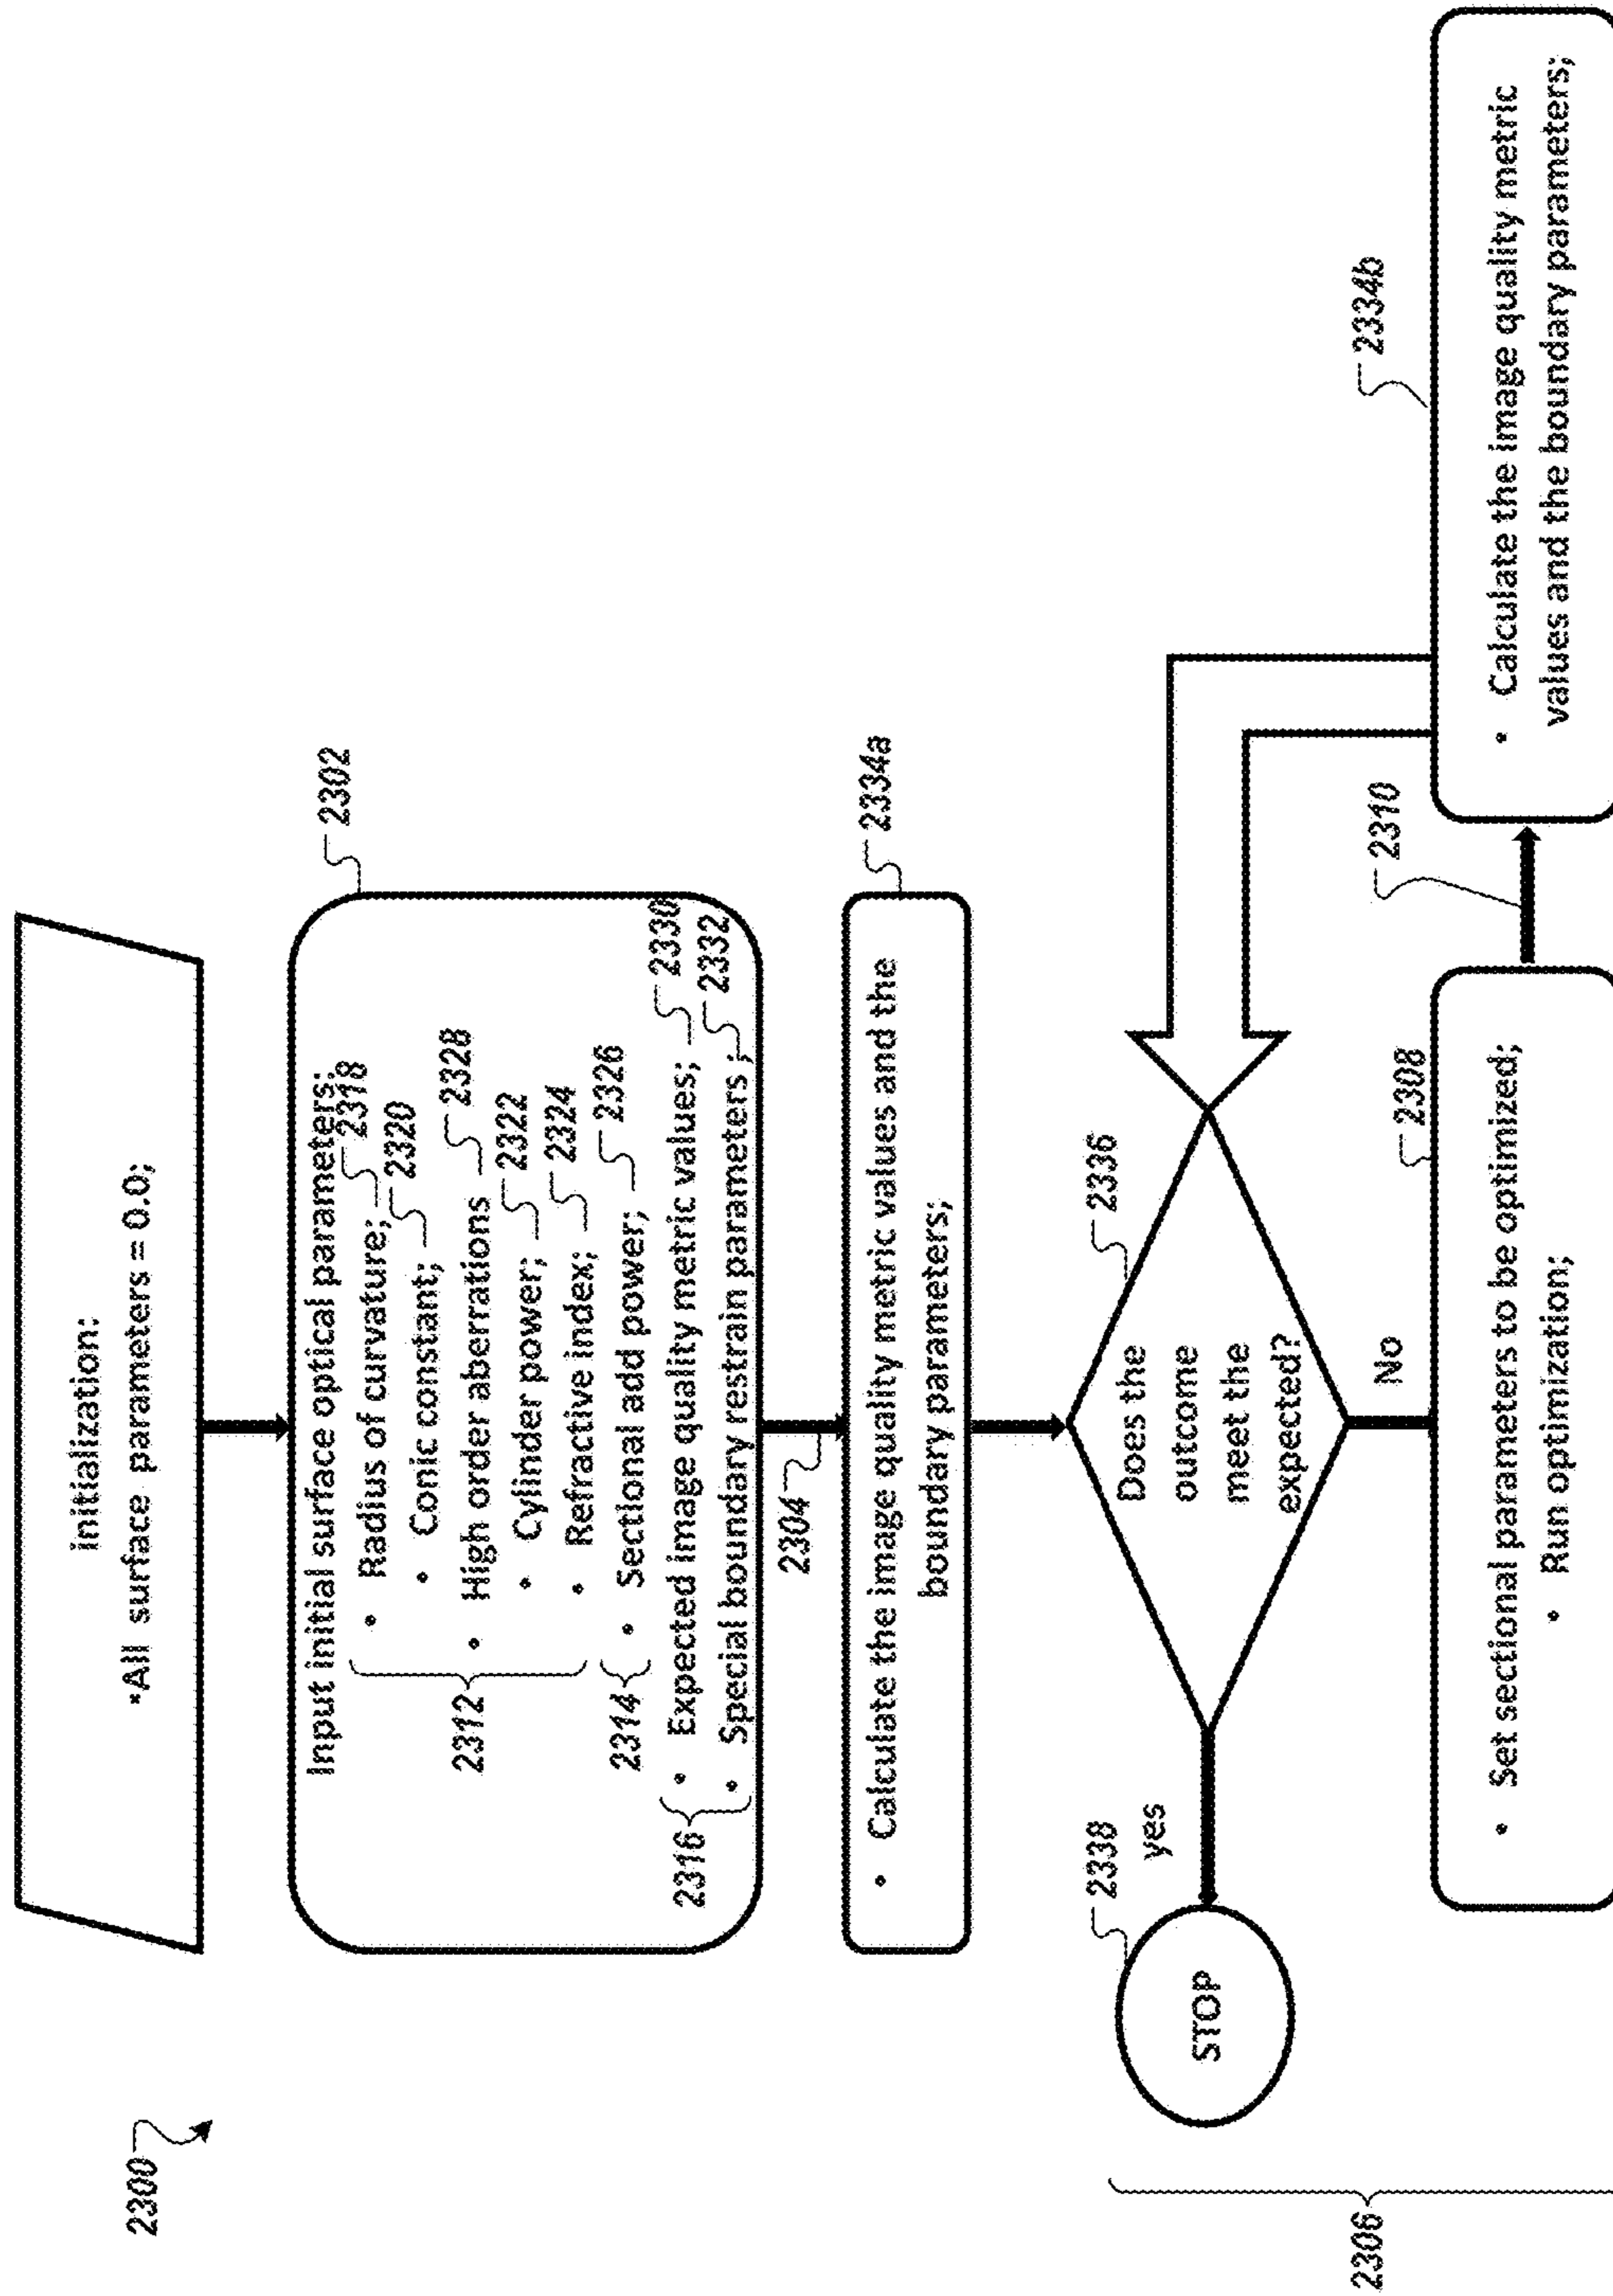 2300
initialization:
•All surface parameters = 0.0;
2302
Input initial surface optical parameters:
• Radius of curvature; 2318
• Conic constant; 2320
2312
• High order aberrations 2328
• Cylinder power; 2322
• Refractive index; 2324
2314 • Sectional add power; 2326
2316
• Expected image quality metric values; 2330
• Special boundary restrain parameters ; 2332
2304
2334a
• Calculate the image quality metric values and the
boundary parameters;
2338
yes
STOP
2336
Does the
outcome
meet the
expected?
No
2306
2308
• Set sectional parameters to be optimized;
• Run optimization;
2310
2334b
• Calculate the image quality metric
values and the boundary parameters;